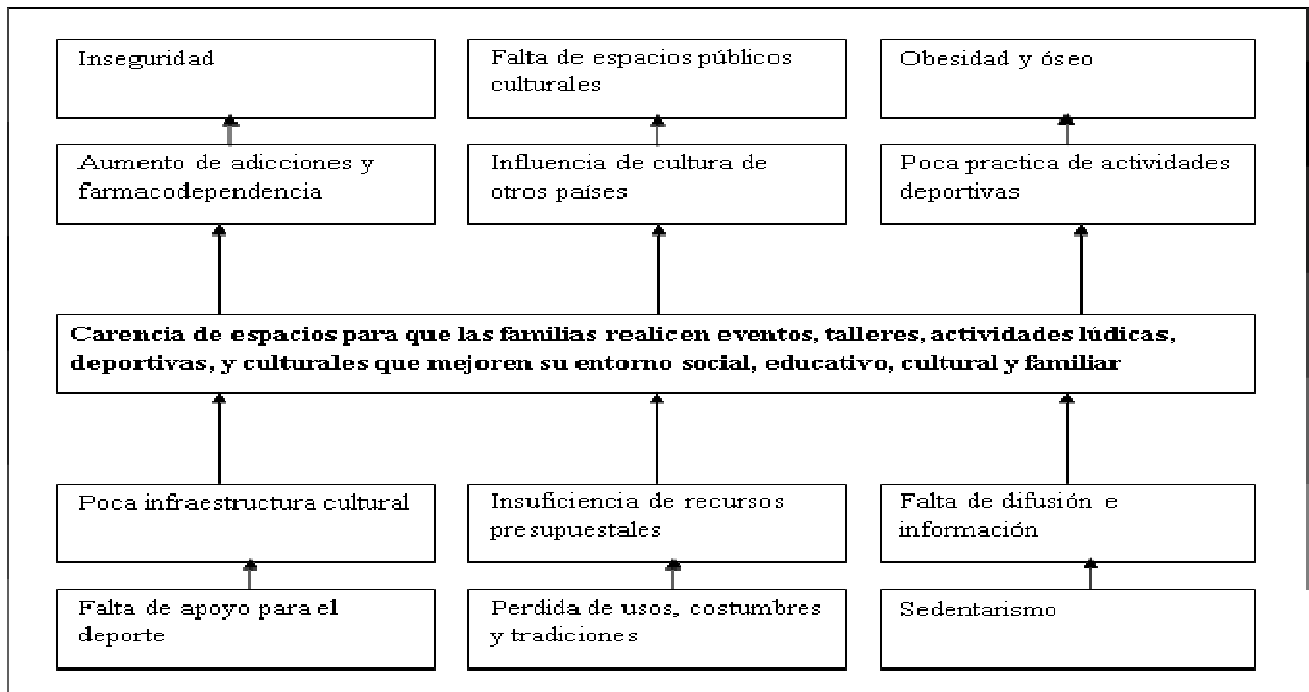 Inseguridad
Falta de espacios públicos
culturales
Obesidad y óseo
Aumento de adicciones y
farmacodependencia
Influencia de cultura de
otros países
Poca practica de actividades
deportivas
Carencia de espacios para que las familias realicen eventos, talleres, actividades lúdicas,
deportivas, y culturales que mejoren su entorno social, educativo, cultural y familiar
Poca infraestructura cultural
Insuficiencia de recursos
presupuestales
Falta de difusión e
información
Falta de apoyo para el
deporte
Perdida de usos, costumbres
y tradiciones
Sedentarismo